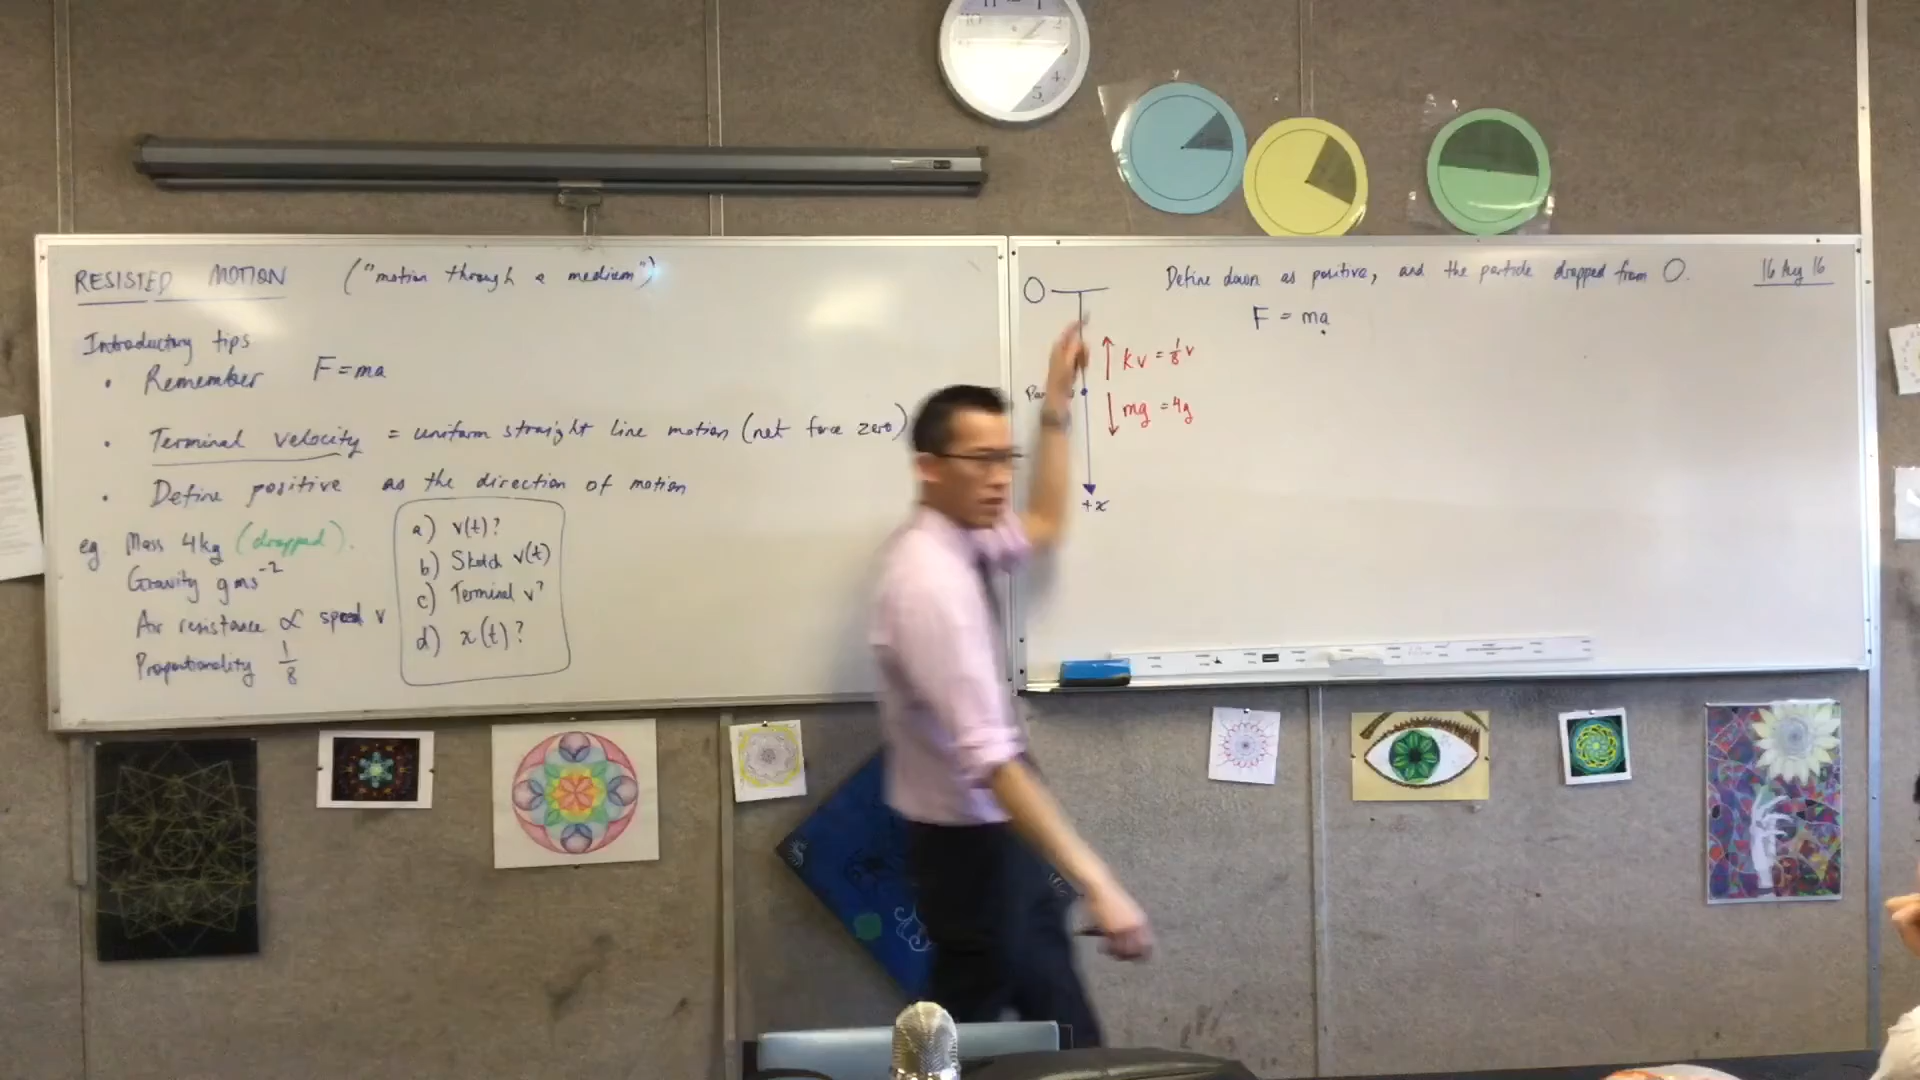 RESISTED MOTION ("motion through a medium")
Introductory tips
• Remember F = ma
• Terminal velocity = uniform straight line motion (net force zero)
• Define positive as the direction of motion
eg Mass 4kg (dropped).
Gravity g ms⁻²
Air resistance ∝ speed v
Proportionality 1/8
a) v(t)?
b) Sketch v(t)
c) Terminal v?
d) x(t)?
Define down as positive, and the particle dropped from O.
16 Aug 16
O
F = ma
↑ kv = 1/8 v
↓ mg = 4g
+x